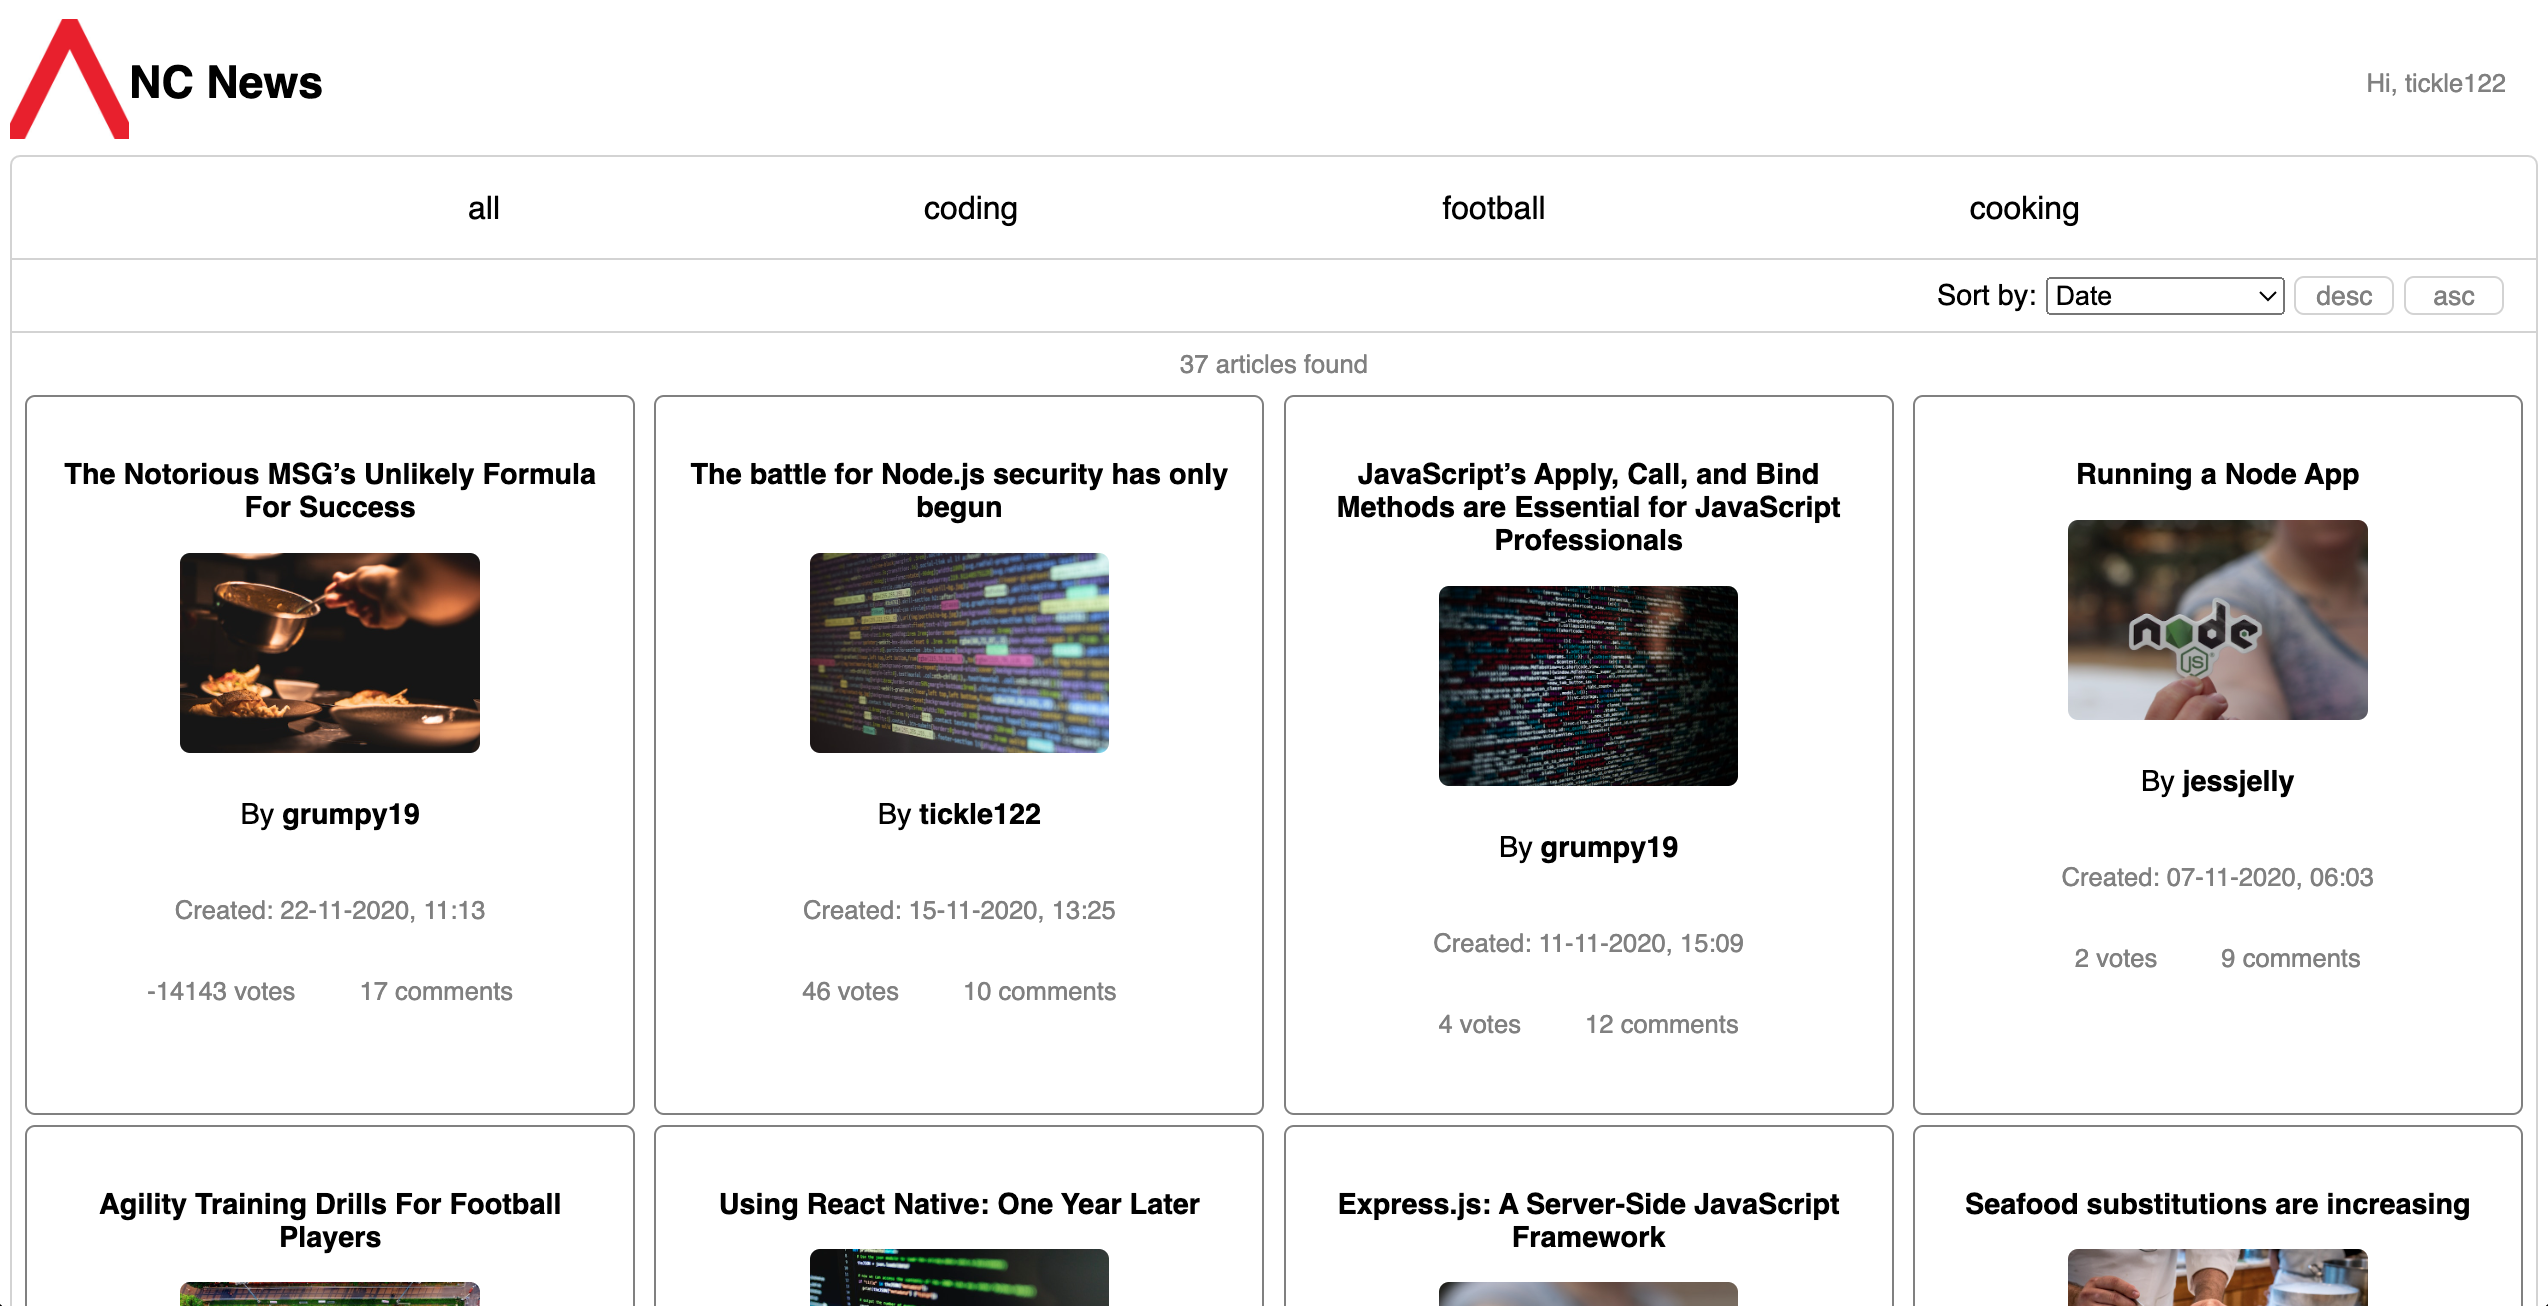 NC News
Hi, tickle122
all
coding
football
cooking
Sort by: Date desc asc
37 articles found
The Notorious MSG’s Unlikely Formula
For Success
By grumpy19
Created: 22-11-2020, 11:13
-14143 votes 17 comments
The battle for Node.js security has only
begun
By tickle122
Created: 15-11-2020, 13:25
46 votes 10 comments
JavaScript’s Apply, Call, and Bind
Methods are Essential for JavaScript
Professionals
By grumpy19
Created: 11-11-2020, 15:09
4 votes 12 comments
Running a Node App
node
JS
By jessjelly
Created: 07-11-2020, 06:03
2 votes 9 comments
Agility Training Drills For Football
Players
Using React Native: One Year Later
Express.js: A Server-Side JavaScript
Framework
Seafood substitutions are increasing